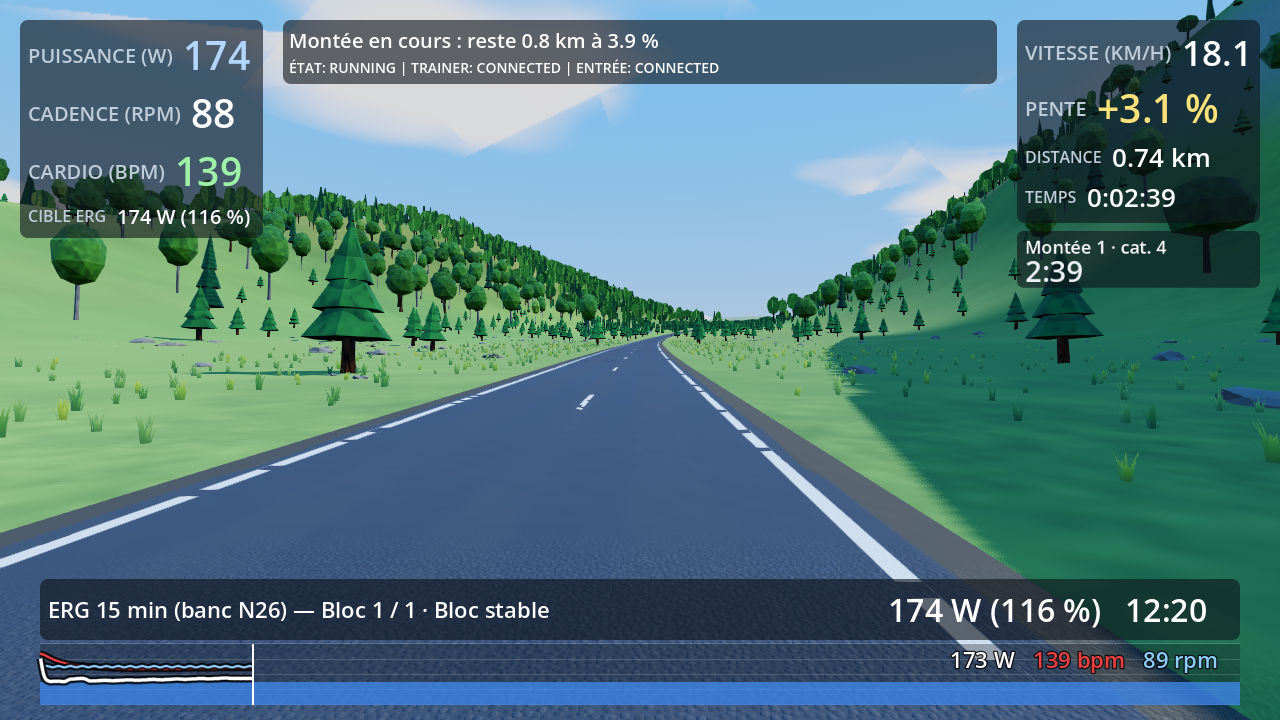 PUISSANCE (W) 174
CADENCE (RPM) 88
CARDIO (BPM) 139
CIBLE ERG 174 W (116 %)
Montée en cours : reste 0.8 km à 3.9 %
ÉTAT: RUNNING | TRAINER: CONNECTED | ENTRÉE: CONNECTED
VITESSE (KM/H) 18.1
PENTE +3.1 %
DISTANCE 0.74 km
TEMPS 0:02:39
Montée 1 · cat. 4
2:39
ERG 15 min (banc N26) — Bloc 1 / 1 · Bloc stable 174 W (116 %) 12:20
173 W 139 bpm 89 rpm